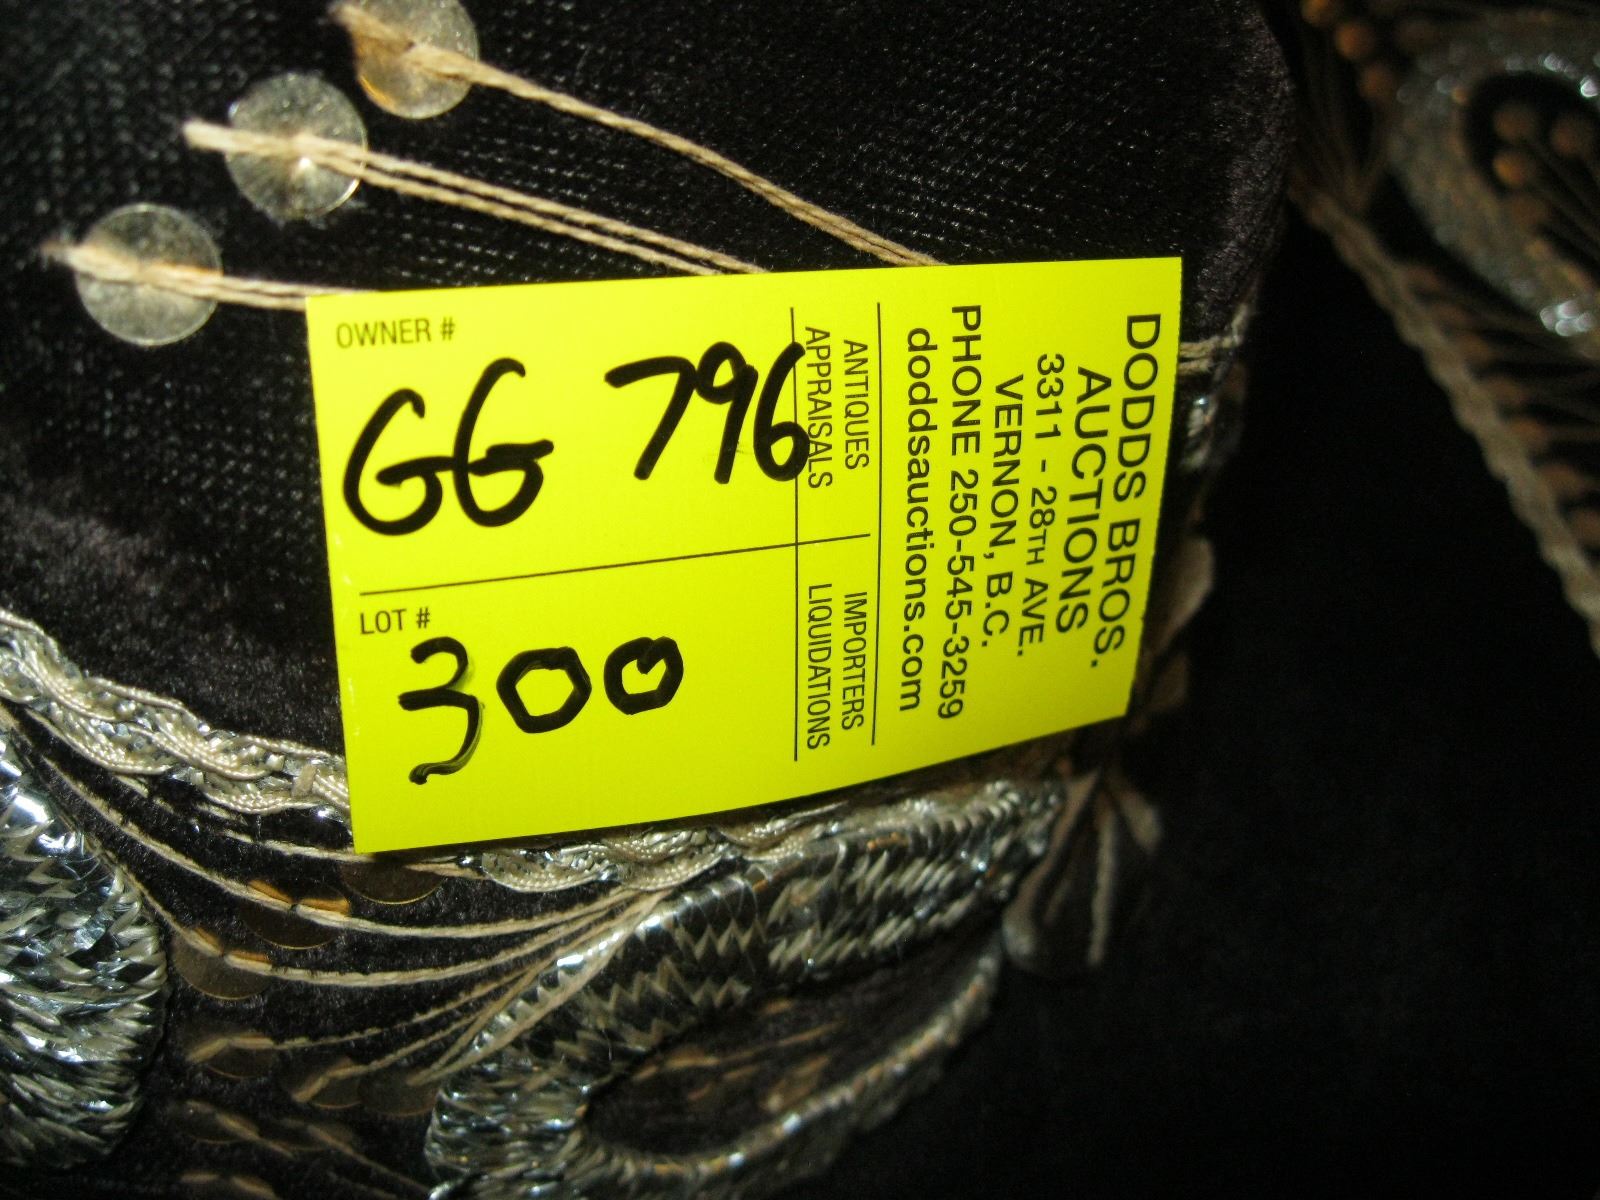 DODDS BROS.
AUCTIONS
3311 - 28TH AVE.
VERNON, B.C.
PHONE 250-545-3259
doddsauctions.com
ANTIQUES IMPORTERS
APPRAISALS LIQUIDATIONS
OWNER #
GG 796
LOT #
300